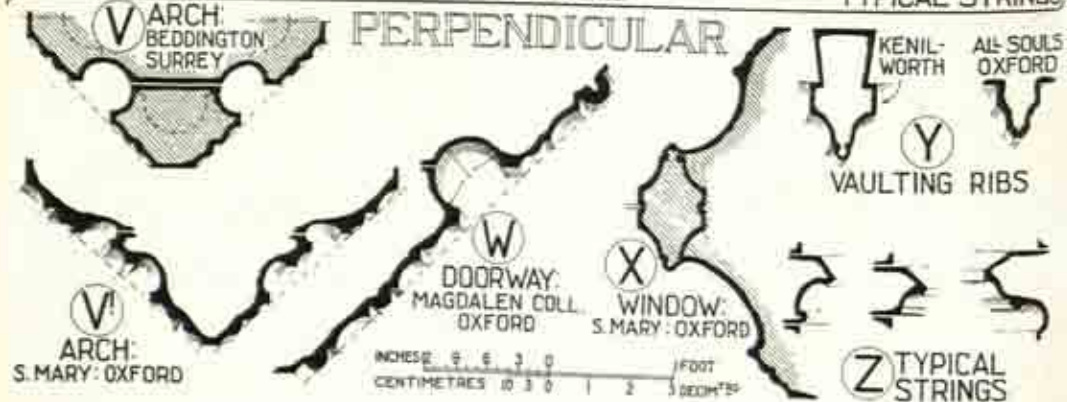 TYPICAL STRINGS
PERPENDICULAR
V ARCH:
BEDDINGTON
SURREY
KENIL-
WORTH
ALL SOULS
OXFORD
Y
VAULTING RIBS
W
DOORWAY:
MAGDALEN COLL.
OXFORD
X
WINDOW:
S. MARY: OXFORD
V!
ARCH:
S. MARY: OXFORD
INCHES 12 9 6 3 0 1 FOOT
CENTIMETRES 10 3 0 1 2 3 DECIMTRS
Z TYPICAL
STRINGS